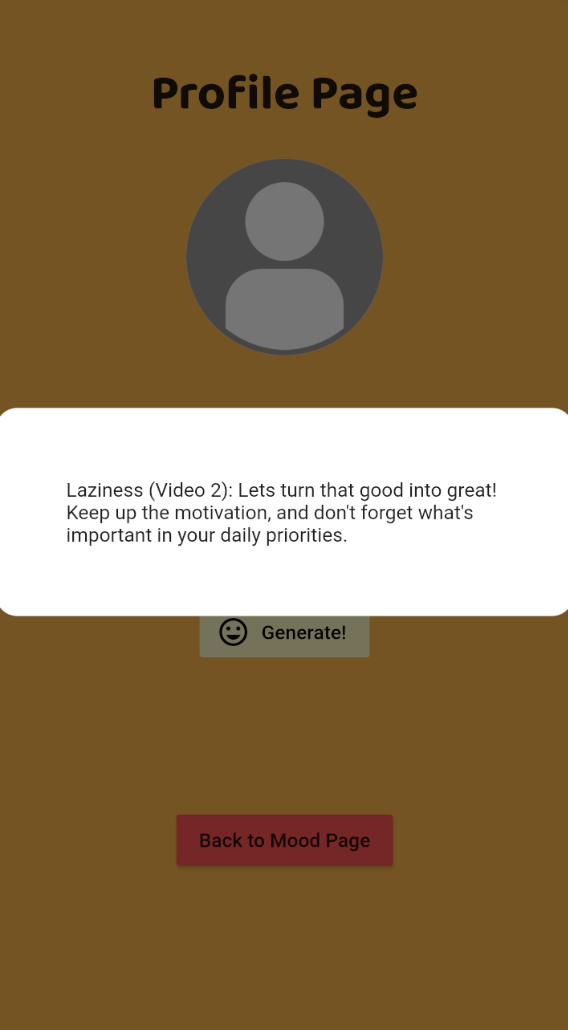 Profile Page
Laziness (Video 2): Lets turn that good into great!
Keep up the motivation, and don't forget what's
important in your daily priorities.
Generate!
Back to Mood Page